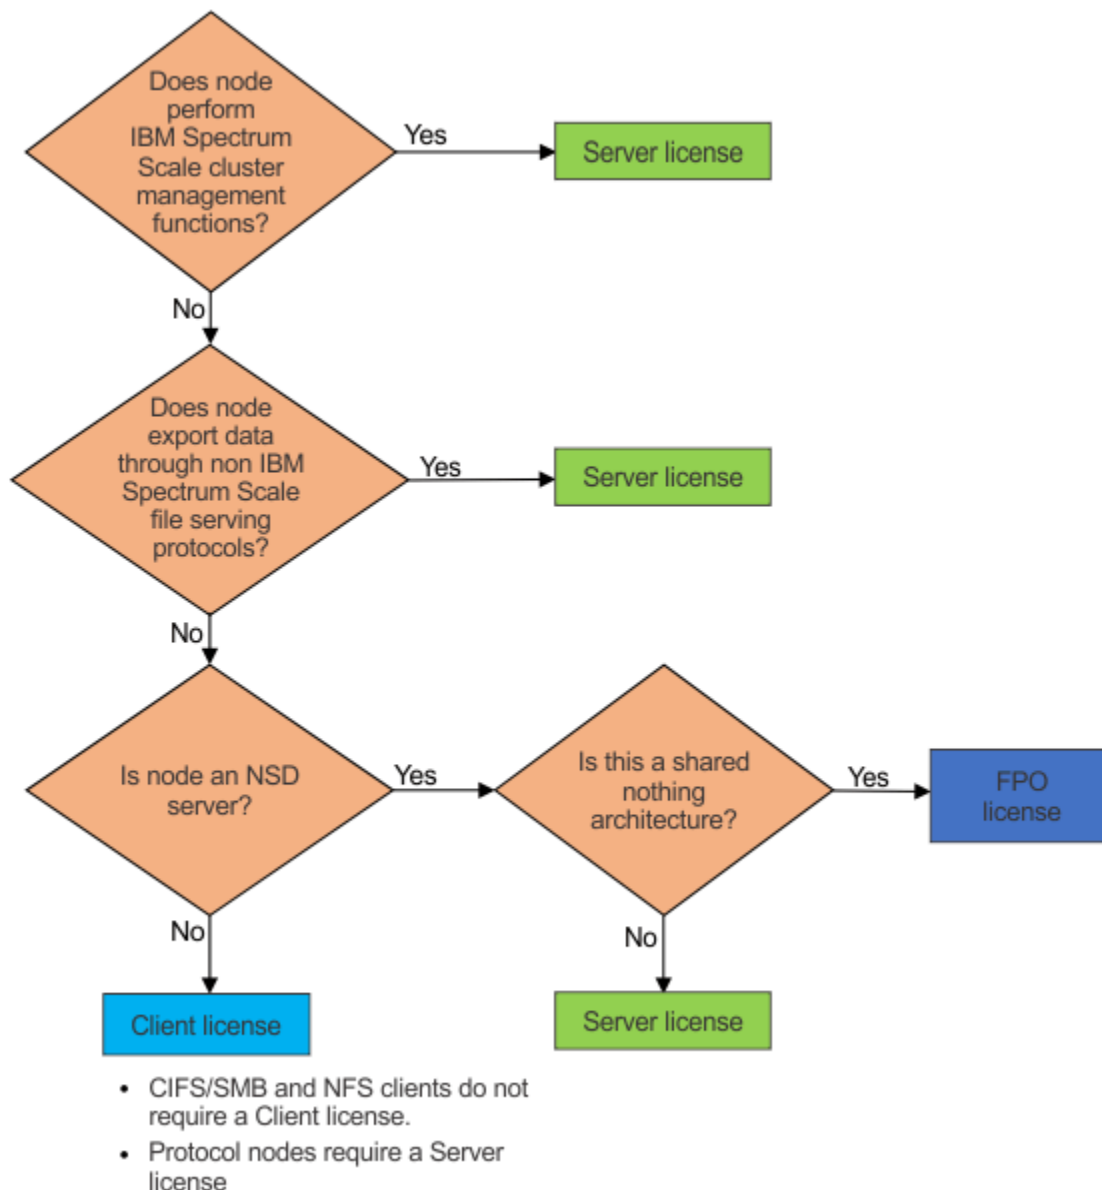 Does node
perform
IBM Spectrum
Scale cluster
management
functions?
Yes
Server license
No
Does node
export data
through non IBM
Spectrum Scale
file serving
protocols?
Yes
Server license
No
Is node an NSD
server?
Yes
Is this a shared
nothing
architecture?
Yes
FPO
license
No
Client license
No
Server license
• CIFS/SMB and NFS clients do not
require a Client license.
• Protocol nodes require a Server
license